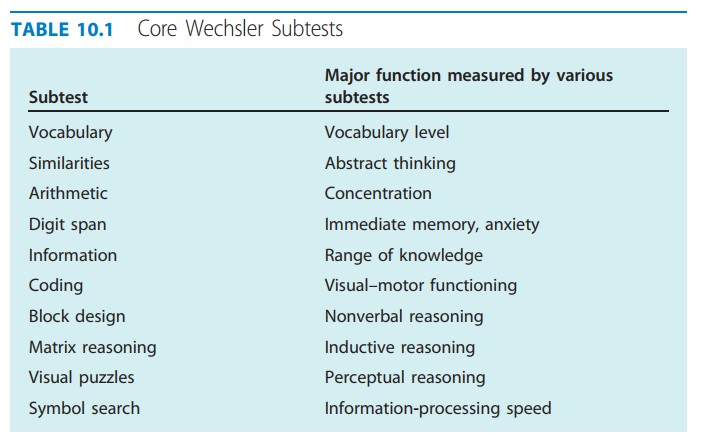 TABLE 10.1 Core Wechsler Subtests
Major function measured by various
Subtest subtests
Vocabulary Vocabulary level
Similarities Abstract thinking
Arithmetic Concentration
Digit span Immediate memory, anxiety
Information Range of knowledge
Coding Visual–motor functioning
Block design Nonverbal reasoning
Matrix reasoning Inductive reasoning
Visual puzzles Perceptual reasoning
Symbol search Information-processing speed